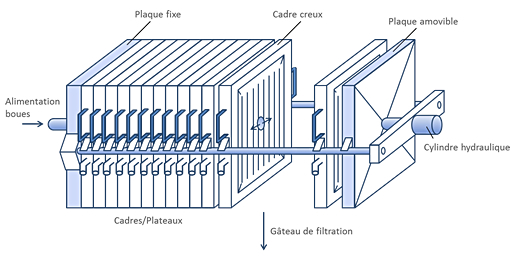 Plaque fixe
Cadre creux
Plaque amovible
Alimentation
boues
Cylindre hydraulique
Cadres/Plateaux
Gâteau de filtration